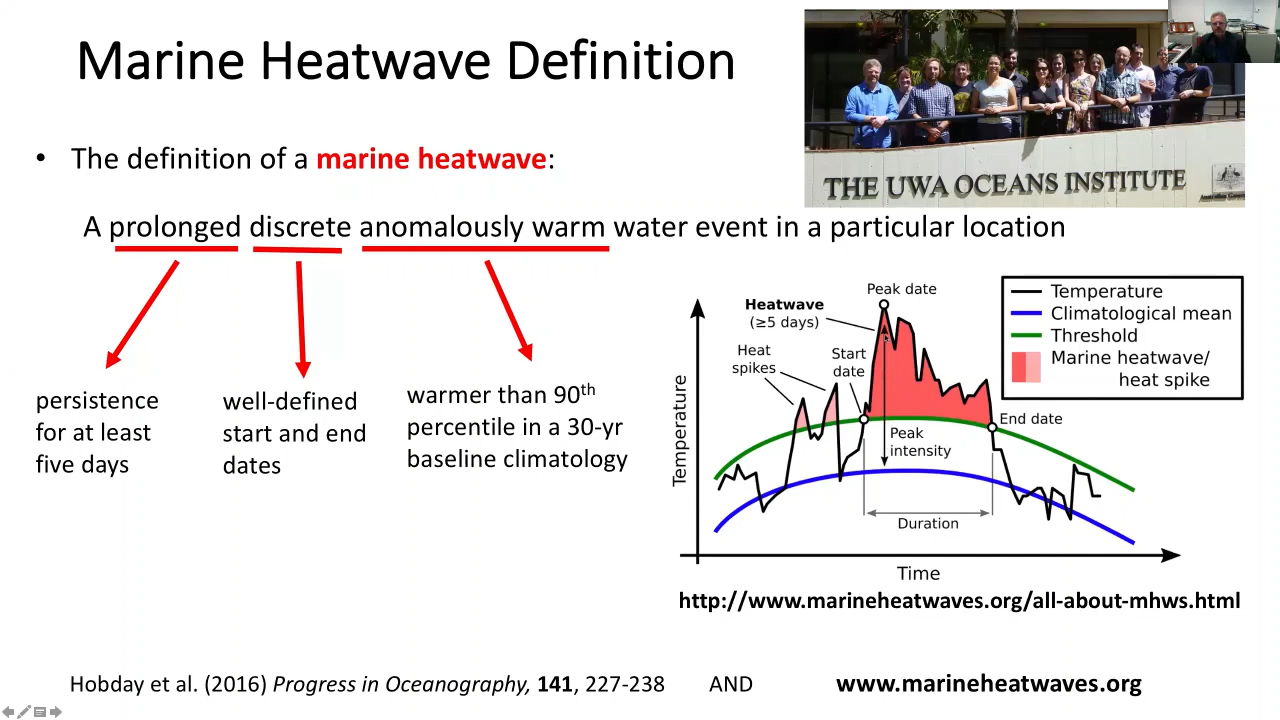 Marine Heatwave Definition
THE UWA OCEANS INSTITUTE
• The definition of a marine heatwave:
A prolonged discrete anomalously warm water event in a particular location
persistence
for at least
five days
well-defined
start and end
dates
warmer than 90th
percentile in a 30-yr
baseline climatology
Temperature
Climatological mean
Threshold
Marine heatwave/
heat spike
Peak date
Heatwave
(≥5 days)
Heat
spikes
Start
date
End date
Peak
intensity
Duration
Temperature
Time
http://www.marineheatwaves.org/all-about-mhws.html
Hobday et al. (2016) Progress in Oceanography, 141, 227-238 AND www.marineheatwaves.org